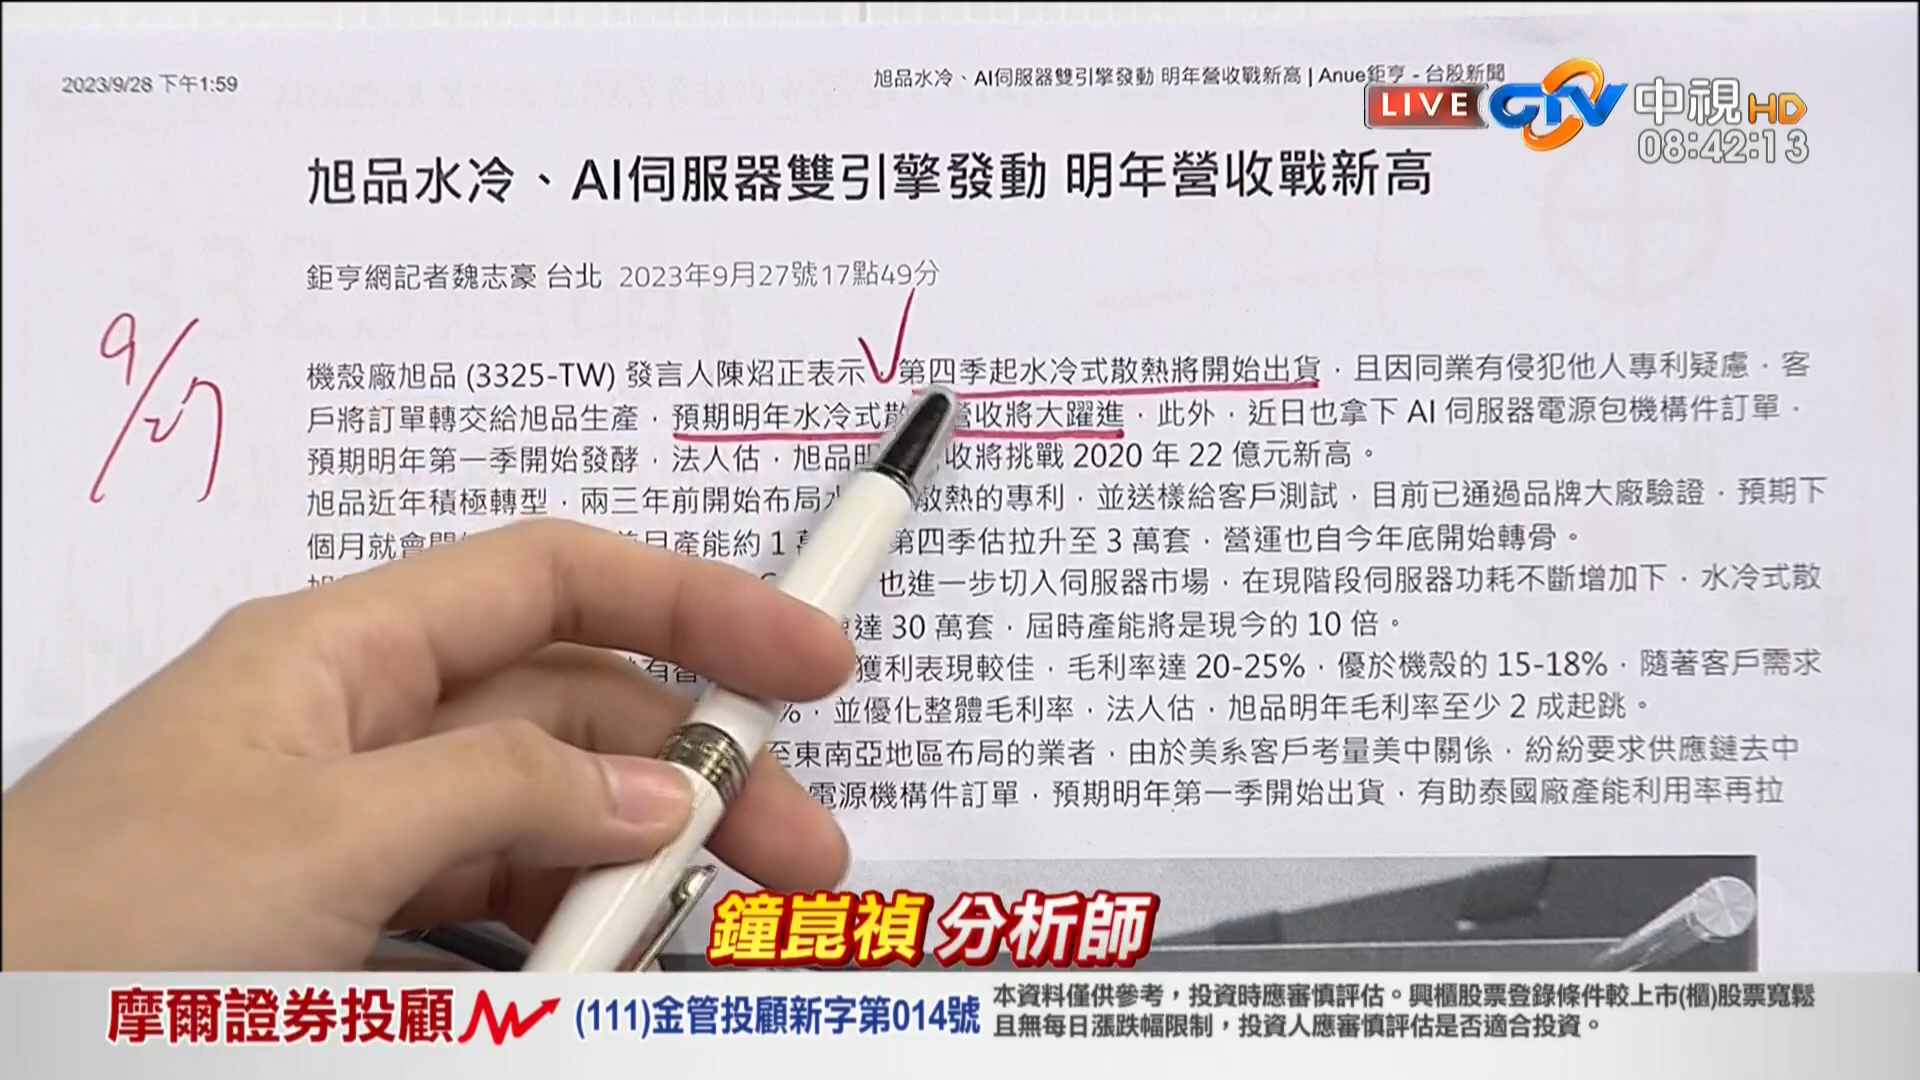 2023/9/28 下午1:59
旭品水冷、AI伺服器雙引擎發動 明年營收戰新高 | Anue鉅亨 - 台股新聞
LIVE CTV 中視HD
08:42:13
旭品水冷、AI伺服器雙引擎發動 明年營收戰新高
鉅亨網記者魏志豪 台北 2023年9月27號17點49分
9/27
機殼廠旭品 (3325-TW) 發言人陳炤正表示 第四季起水冷式散熱將開始出貨，且因同業有侵犯他人專利疑慮，客
戶將訂單轉交給旭品生產，預期明年水冷式散 營收將大躍進，此外，近日也拿下 AI 伺服器電源包機構件訂單，
預期明年第一季開始發酵，法人估，旭品明 收將挑戰 2020 年 22 億元新高。
旭品近年積極轉型，兩三年前開始布局水 散熱的專利，並送樣給客戶測試，目前已通過品牌大廠驗證，預期下
個月就會開 月產能約 1 萬 第四季估拉升至 3 萬套，營運也自今年底開始轉骨。
也進一步切入伺服器市場，在現階段伺服器功耗不斷增加下，水冷式散
達 30 萬套，屆時產能將是現今的 10 倍。
獲利表現較佳，毛利率達 20-25%，優於機殼的 15-18%，隨著客戶需求
%，並優化整體毛利率，法人估，旭品明年毛利率至少 2 成起跳。
至東南亞地區布局的業者，由於美系客戶考量美中關係，紛紛要求供應鏈去中
電源機構件訂單，預期明年第一季開始出貨，有助泰國廠產能利用率再拉
鐘崑禎 分析師
摩爾證券投顧 (111)金管投顧新字第014號
本資料僅供參考，投資時應審慎評估。興櫃股票登錄條件較上市(櫃)股票寬鬆
且無每日漲跌幅限制，投資人應審慎評估是否適合投資。